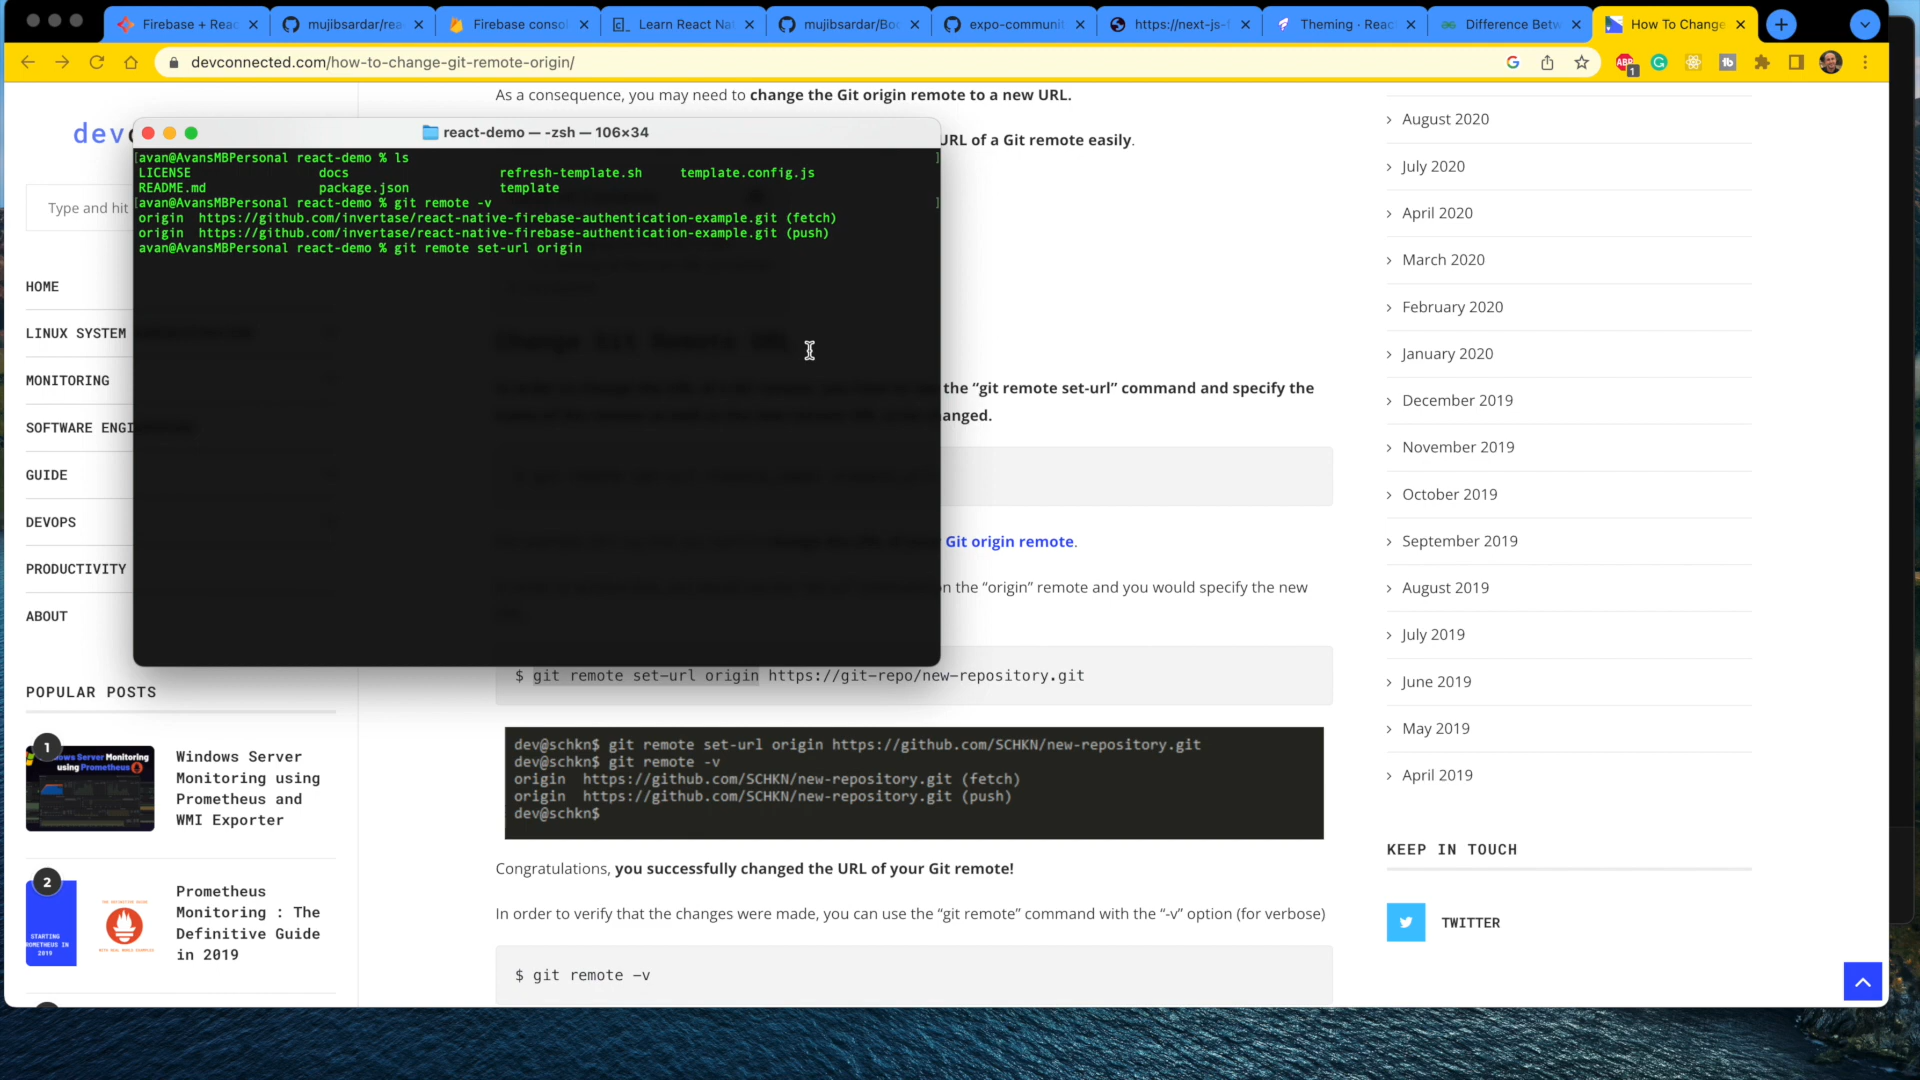 Firebase + Reac
mujibsardar/rea
Firebase conso
Learn React Na
mujibsardar/Boo
expo-communit
https://next-js-f
Theming · Reac
Difference Betw
How To Change
devconnected.com/how-to-change-git-remote-origin/
As a consequence, you may need to change the Git origin remote to a new URL.
URL of a Git remote easily.
dev
Type and hit
react-demo — -zsh — 106×34
avan@AvansMBPersonal react-demo % ls
LICENSE docs refresh-template.sh template.config.js
README.md package.json template
avan@AvansMBPersonal react-demo % git remote -v
origin https://github.com/invertase/react-native-firebase-authentication-example.git (fetch)
origin https://github.com/invertase/react-native-firebase-authentication-example.git (push)
avan@AvansMBPersonal react-demo % git remote set-url origin
HOME
LINUX SYSTEM
MONITORING
SOFTWARE ENGI
GUIDE
DEVOPS
PRODUCTIVITY
ABOUT
Change Git Remote URL
the “git remote set-url” command and specify the
anged.
Git origin remote.
n the “origin” remote and you would specify the new
$ git remote set-url origin https://git-repo/new-repository.git
dev@schkn$ git remote set-url origin https://github.com/SCHKN/new-repository.git
dev@schkn$ git remote -v
origin https://github.com/SCHKN/new-repository.git (fetch)
origin https://github.com/SCHKN/new-repository.git (push)
dev@schkn$
Congratulations, you successfully changed the URL of your Git remote!
In order to verify that the changes were made, you can use the “git remote” command with the “-v” option (for verbose)
$ git remote -v
POPULAR POSTS
1
Windows Server
Monitoring using
Prometheus and
WMI Exporter
2
Prometheus
Monitoring : The
Definitive Guide
in 2019
August 2020
July 2020
April 2020
March 2020
February 2020
January 2020
December 2019
November 2019
October 2019
September 2019
August 2019
July 2019
June 2019
May 2019
April 2019
KEEP IN TOUCH
TWITTER